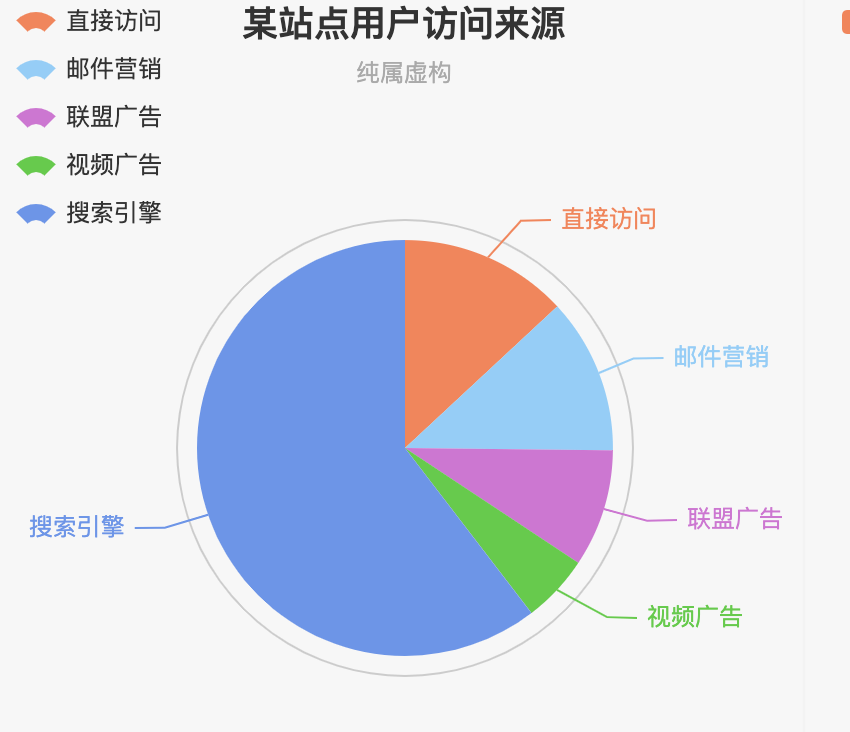 某站点用户访问来源
纯属虚构
直接访问
邮件营销
联盟广告
视频广告
搜索引擎
直接访问
邮件营销
联盟广告
视频广告
搜索引擎